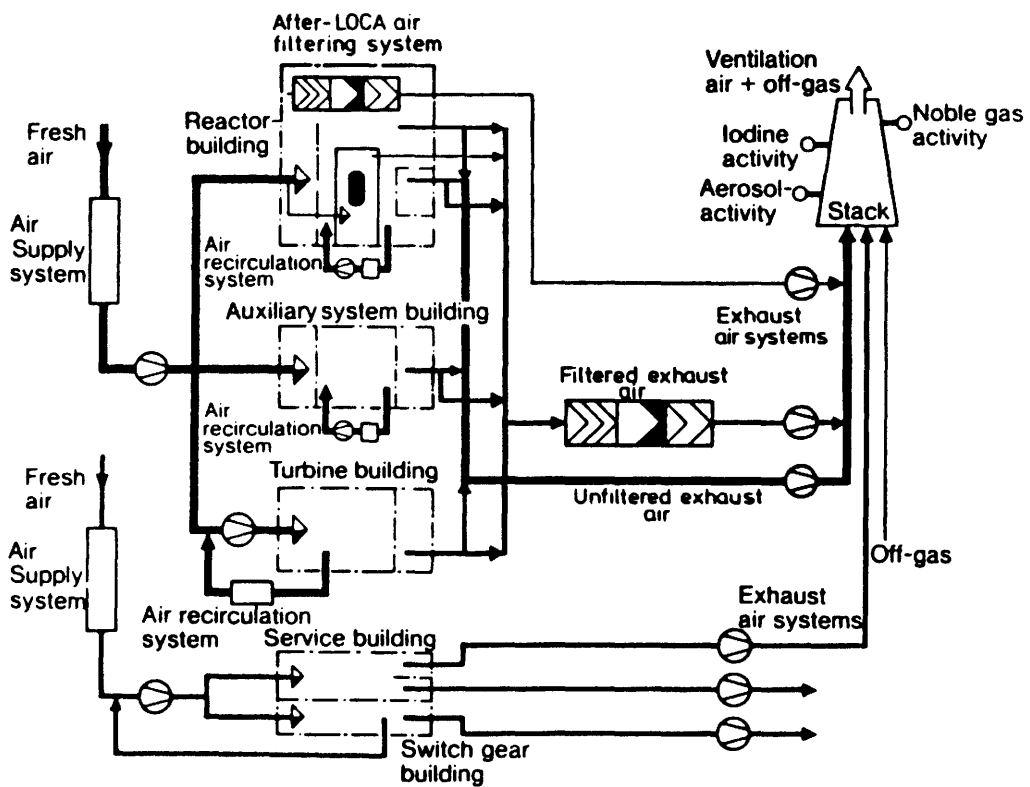 After-LOCA air
filtering system
Ventilation
air + off-gas
Noble gas
activity
Reactor
building
Fresh
air
Iodine
activity
Aerosol-
activity
Stack
Air
Supply
system
Air
recirculation
system
Auxiliary system building
Exhaust
air systems
Filtered exhaust
air
Air
recirculation
system
Turbine building
Fresh
air
Unfiltered exhaust
air
Air
Supply
system
Off-gas
Air recirculation
system
Exhaust
air systems
Service building
Switch gear
building